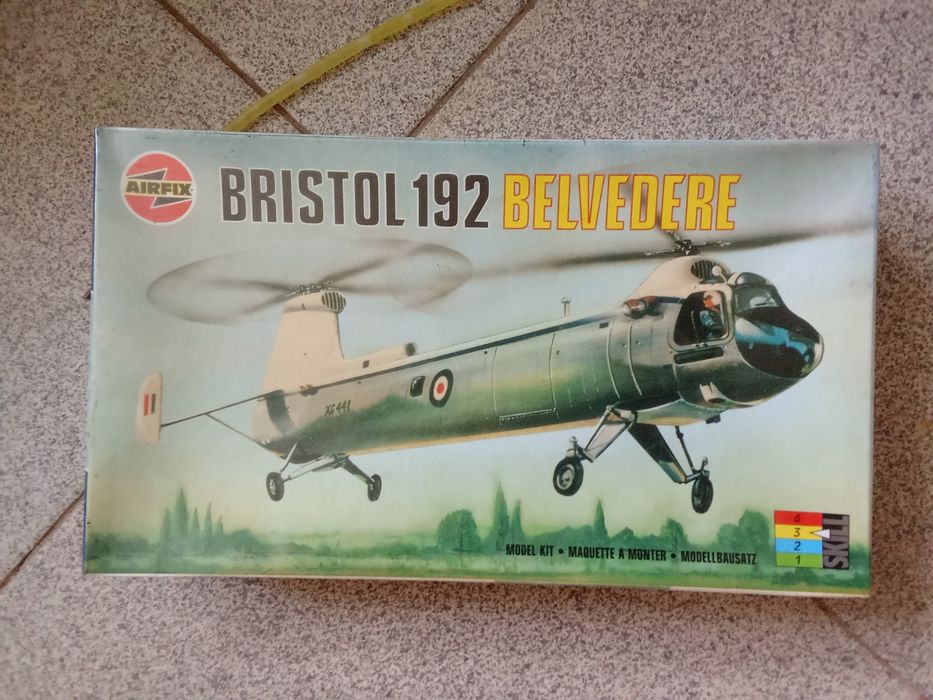 AIRFIX
BRISTOL 192 BELVEDERE
XG 441
MODEL KIT • MAQUETTE A MONTER • MODELLBAUSATZ
4
3
2
1
SKILL